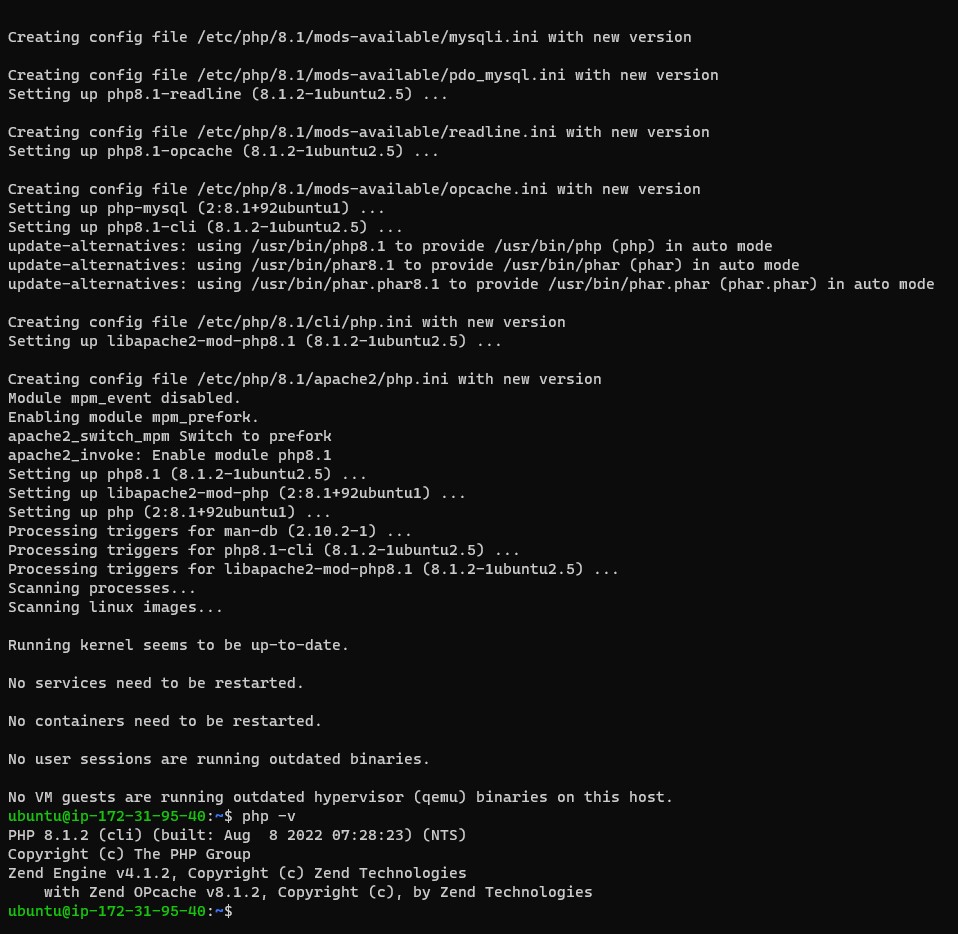 Creating config file /etc/php/8.1/mods-available/mysqli.ini with new version
Creating config file /etc/php/8.1/mods-available/pdo_mysql.ini with new version
Setting up php8.1-readline (8.1.2-1ubuntu2.5) ...
Creating config file /etc/php/8.1/mods-available/readline.ini with new version
Setting up php8.1-opcache (8.1.2-1ubuntu2.5) ...
Creating config file /etc/php/8.1/mods-available/opcache.ini with new version
Setting up php-mysql (2:8.1+92ubuntu1) ...
Setting up php8.1-cli (8.1.2-1ubuntu2.5) ...
update-alternatives: using /usr/bin/php8.1 to provide /usr/bin/php (php) in auto mode
update-alternatives: using /usr/bin/phar8.1 to provide /usr/bin/phar (phar) in auto mode
update-alternatives: using /usr/bin/phar.phar8.1 to provide /usr/bin/phar.phar (phar.phar) in auto mode
Creating config file /etc/php/8.1/cli/php.ini with new version
Setting up libapache2-mod-php8.1 (8.1.2-1ubuntu2.5) ...
Creating config file /etc/php/8.1/apache2/php.ini with new version
Module mpm_event disabled.
Enabling module mpm_prefork.
apache2_switch_mpm Switch to prefork
apache2_invoke: Enable module php8.1
Setting up php8.1 (8.1.2-1ubuntu2.5) ...
Setting up libapache2-mod-php (2:8.1+92ubuntu1) ...
Setting up php (2:8.1+92ubuntu1) ...
Processing triggers for man-db (2.10.2-1) ...
Processing triggers for php8.1-cli (8.1.2-1ubuntu2.5) ...
Processing triggers for libapache2-mod-php8.1 (8.1.2-1ubuntu2.5) ...
Scanning processes...
Scanning linux images...
Running kernel seems to be up-to-date.
No services need to be restarted.
No containers need to be restarted.
No user sessions are running outdated binaries.
No VM guests are running outdated hypervisor (qemu) binaries on this host.
ubuntu@ip-172-31-95-40:~$ php -v
PHP 8.1.2 (cli) (built: Aug  8 2022 07:28:23) (NTS)
Copyright (c) The PHP Group
Zend Engine v4.1.2, Copyright (c) Zend Technologies
    with Zend OPcache v8.1.2, Copyright (c), by Zend Technologies
ubuntu@ip-172-31-95-40:~$